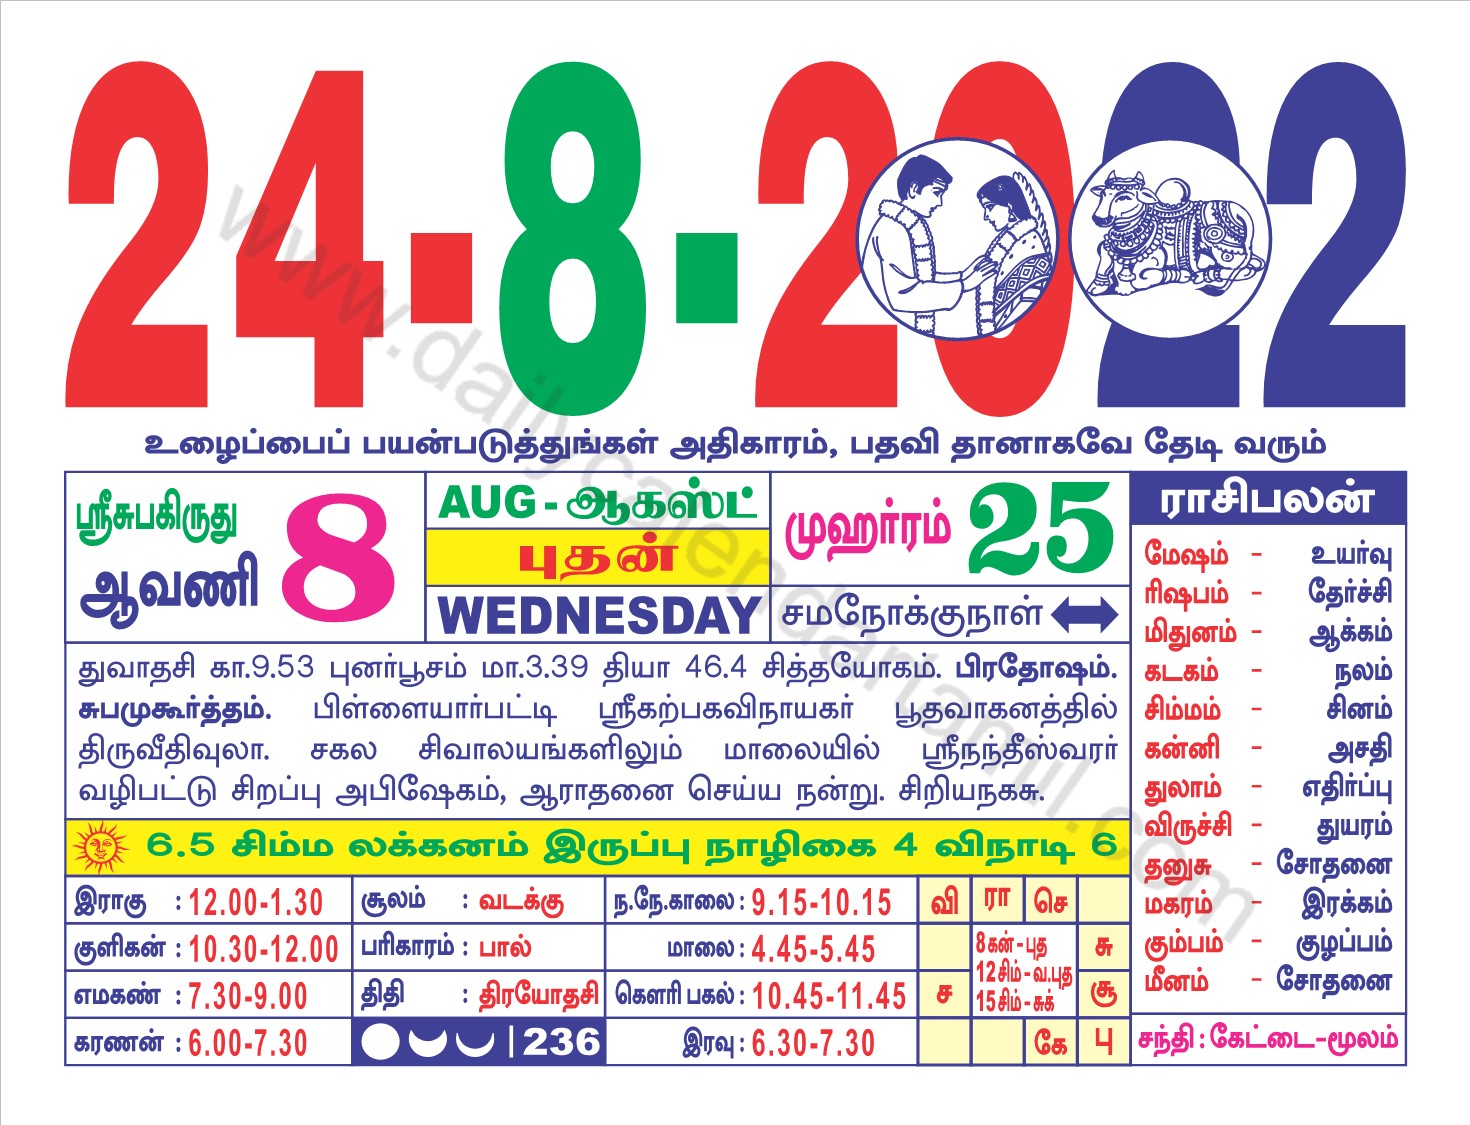 24-8-2022
உழைப்பைப் பயன்படுத்துங்கள் அதிகாரம், பதவி தானாகவே தேடி வரும்
ஸ்ரீசுபகிருது
ஆவணி 8
AUG - ஆகஸ்ட்
புதன்
WEDNESDAY
முஹர்ரம் 25
சமநோக்குநாள்
துவாதசி கா.9.53 புனர்பூசம் மா.3.39 தியா 46.4 சித்தயோகம். பிரதோஷம்.
சுபமுகூர்த்தம். பிள்ளையார்பட்டி ஸ்ரீகற்பகவிநாயகர் பூதவாகனத்தில்
திருவீதிவுலா. சகல சிவாலயங்களிலும் மாலையில் ஸ்ரீநந்தீஸ்வரர்
வழிபட்டு சிறப்பு அபிஷேகம், ஆராதனை செய்ய நன்று. சிறியநகசு.
6.5 சிம்ம லக்கனம் இருப்பு நாழிகை 4 விநாடி 6
இராகு : 12.00-1.30
குளிகன் : 10.30-12.00
எமகண் : 7.30-9.00
கரணன் : 6.00-7.30
சூலம் : வடக்கு
பரிகாரம் : பால்
திதி : திரயோதசி
| 236
ந.நே.காலை : 9.15-10.15
மாலை : 4.45-5.45
கௌரி பகல் : 10.45-11.45
இரவு : 6.30-7.30
வி ரா செ
8கன் - புத
12சிம் - வ.புத
15சிம் - சுக்
சு
ச சூ
கே பு
ராசிபலன்
மேஷம் - உயர்வு
ரிஷபம் - தேர்ச்சி
மிதுனம் - ஆக்கம்
கடகம் - நலம்
சிம்மம் - சினம்
கன்னி - அசதி
துலாம் - எதிர்ப்பு
விருச்சி - துயரம்
தனுசு - சோதனை
மகரம் - இரக்கம்
கும்பம் - குழப்பம்
மீனம் - சோதனை
சந்தி : கேட்டை-மூலம்
www.dailycalendartamil.com